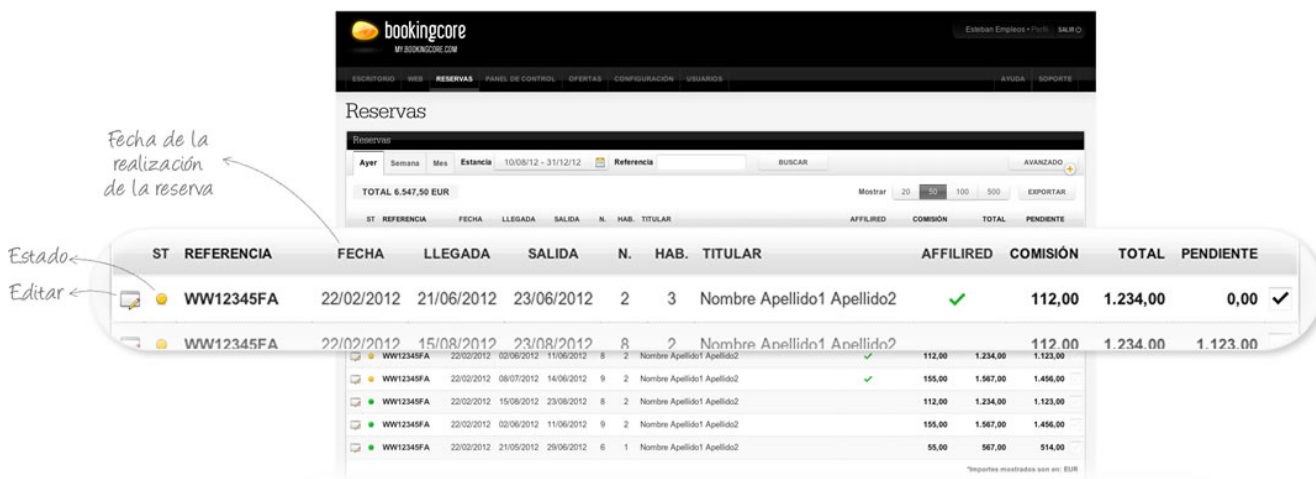 bookingcore
MY.BOOKINGCORE.COM
Esteban Empleos • Perfil SALIR
ESCRITORIO WEB RESERVAS PANEL DE CONTROL OFERTAS CONFIGURACIÓN USUARIOS AYUDA SOPORTE
Reservas
Reservas
Fecha de la
realización
de la reserva
Ayer Semana Mes Estancia 10/08/12 - 31/12/12 Referencia BUSCAR AVANZADO
TOTAL 6.547,50 EUR Mostrar 20 50 100 500 EXPORTAR
ST REFERENCIA FECHA LLEGADA SALIDA N. HAB. TITULAR AFFILIRED COMISIÓN TOTAL PENDIENTE
Estado
ST REFERENCIA FECHA LLEGADA SALIDA N. HAB. TITULAR AFFILIRED COMISIÓN TOTAL PENDIENTE
Editar
WW12345FA 22/02/2012 21/06/2012 23/06/2012 2 3 Nombre Apellido1 Apellido2 112,00 1.234,00 0,00
WW12345FA 22/02/2012 15/08/2012 23/08/2012 8 2 Nombre Apellido1 Apellido2 112,00 1.234,00 1.123,00
WW12345FA 22/02/2012 02/06/2012 11/06/2012 8 2 Nombre Apellido1 Apellido2 112,00 1.234,00 1.123,00
WW12345FA 22/02/2012 08/07/2012 14/06/2012 9 2 Nombre Apellido1 Apellido2 155,00 1.567,00 1.456,00
WW12345FA 22/02/2012 15/08/2012 23/08/2012 8 2 Nombre Apellido1 Apellido2 112,00 1.234,00 1.123,00
WW12345FA 22/02/2012 02/06/2012 11/06/2012 9 2 Nombre Apellido1 Apellido2 155,00 1.567,00 1.456,00
WW12345FA 22/02/2012 21/05/2012 29/06/2012 6 1 Nombre Apellido1 Apellido2 55,00 567,00 514,00
*Importes mostrados son en: EUR